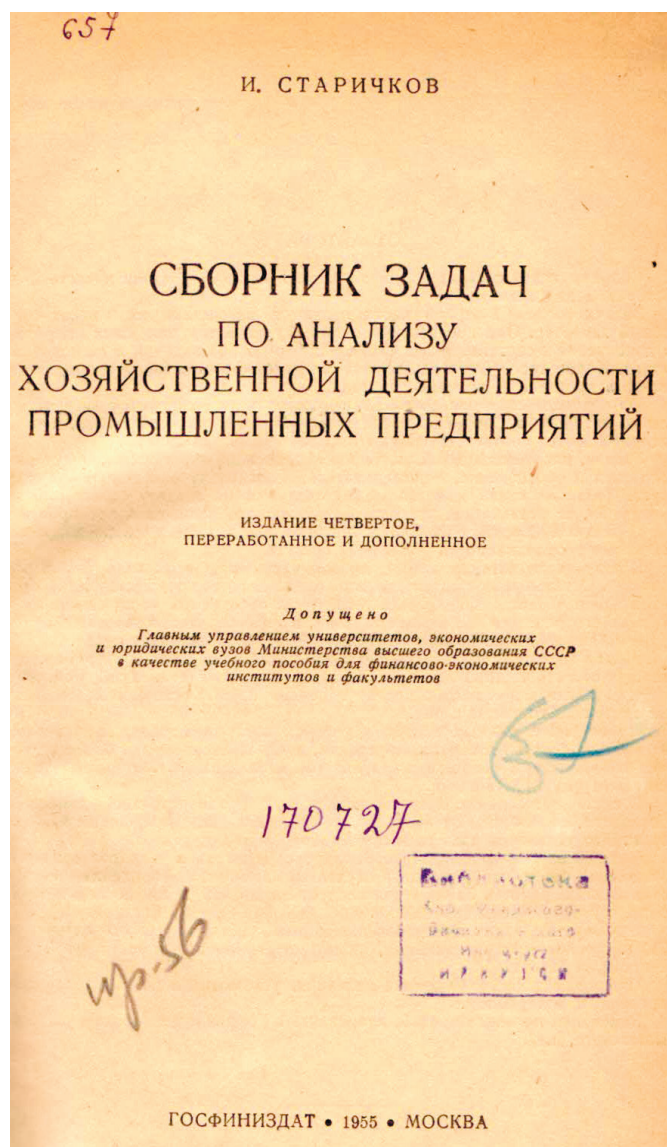 657
И. СТАРИЧКОВ
СБОРНИК ЗАДАЧ
ПО АНАЛИЗУ
ХОЗЯЙСТВЕННОЙ ДЕЯТЕЛЬНОСТИ
ПРОМЫШЛЕННЫХ ПРЕДПРИЯТИЙ
ИЗДАНИЕ ЧЕТВЕРТОЕ,
ПЕРЕРАБОТАННОЕ И ДОПОЛНЕННОЕ
Допущено
Главным управлением университетов, экономических
и юридических вузов Министерства высшего образования СССР
в качестве учебного пособия для финансово-экономических
институтов и факультетов
170727
Библиотека
ИРКУТСК
ГОСФИНИЗДАТ • 1955 • МОСКВА